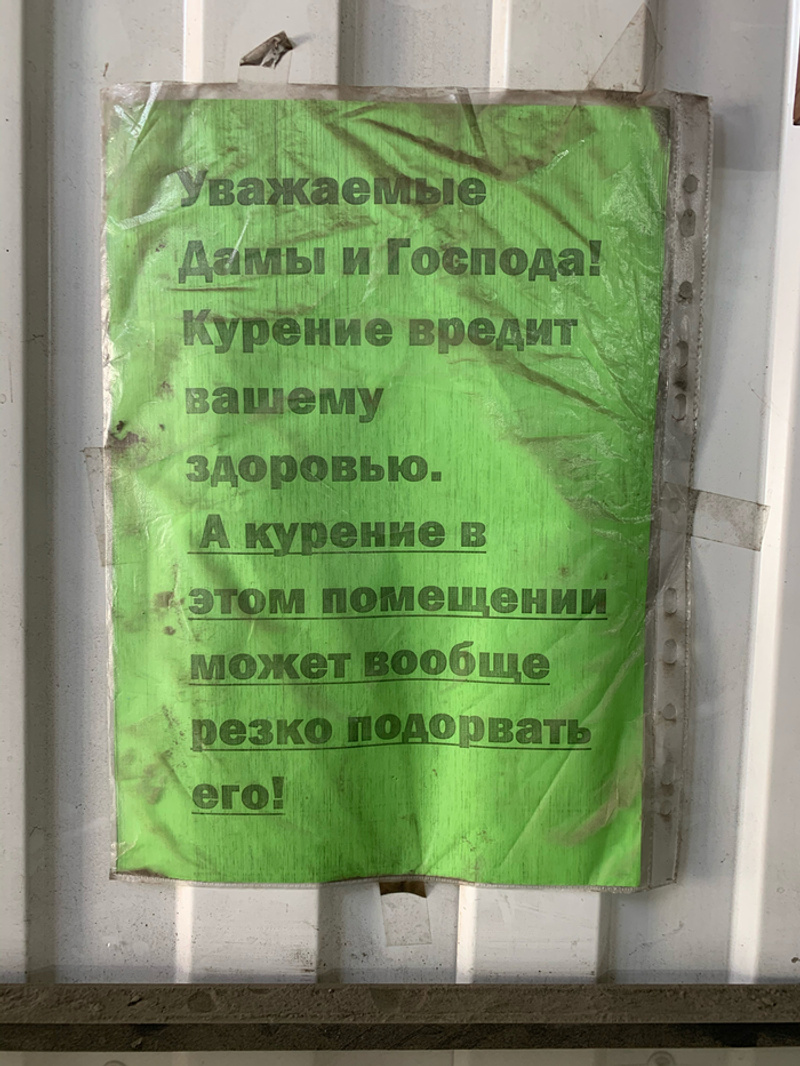 Уважаемые
Дамы и Господа!
Курение вредит
вашему
здоровью.
А курение в
этом помещении
может вообще
резко подорвать
его!